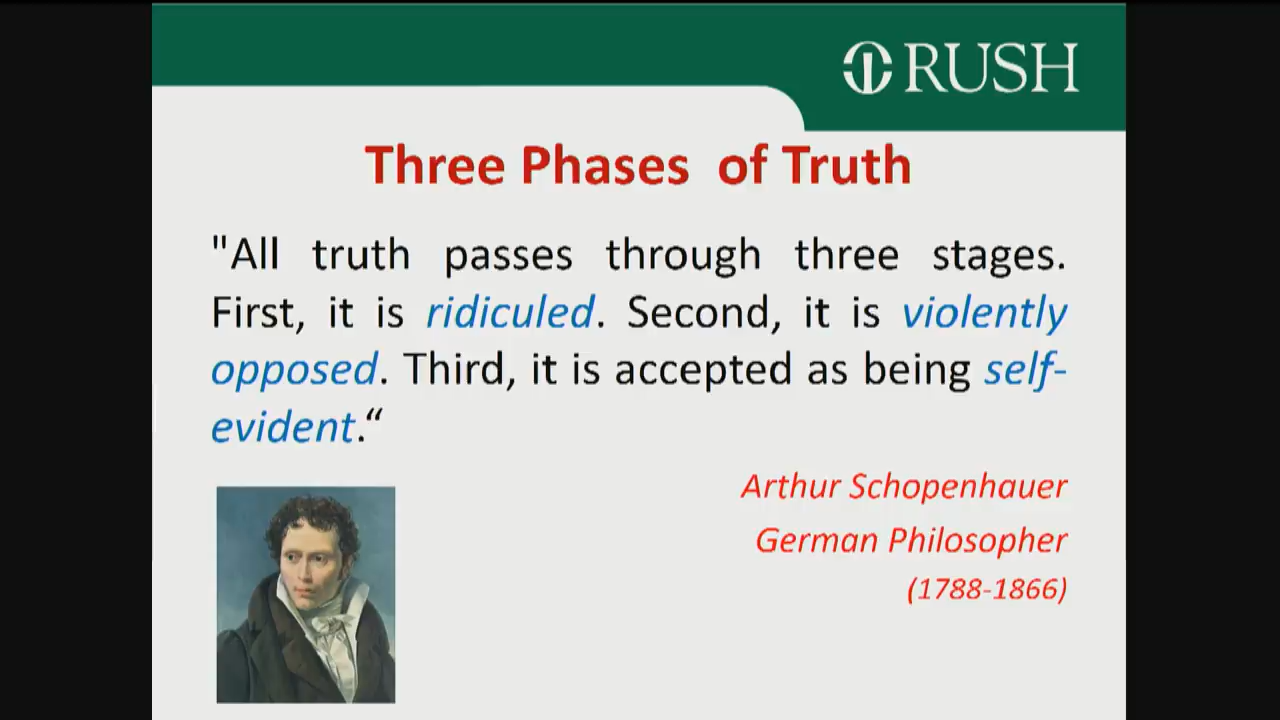 RUSH
Three Phases of Truth
"All truth passes through three stages.
First, it is ridiculed. Second, it is violently
opposed. Third, it is accepted as being self-
evident.“
Arthur Schopenhauer
German Philosopher
(1788-1866)